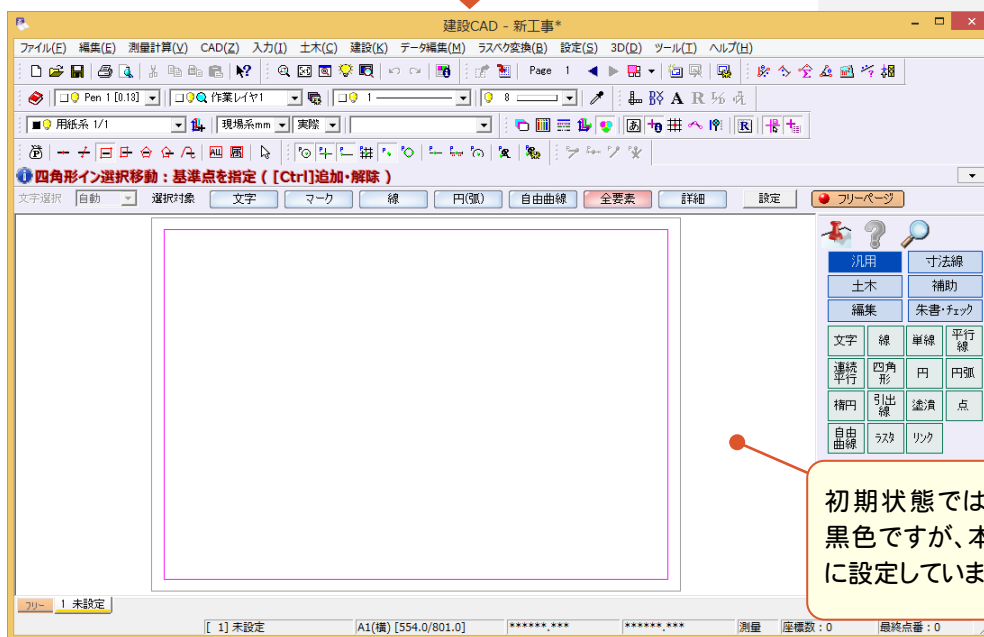 建設CAD - 新工事*
ファイル(F) 編集(E) 測量計算(V) CAD(Z) 入力(I) 土木(C) 建設(K) データ編集(M) ラスベク変換(B) 設定(S) 3D(D) ツール(T) ヘルプ(H)
Page 1
Pen 1 [0.13] 作業レイヤ1 1 8
用紙系 1/1 現場系mm 実際
四角形イン選択移動：基準点を指定 ( [Ctrl]追加・解除 )
文字選択 自動 選択対象 文字 マーク 線 円(弧) 自由曲線 全要素 詳細 設定 フリーページ
汎用 寸法線
土木 補助
編集 朱書・チェック
文字 線 単線 平行線
連続平行 四角形 円 円弧
楕円 引出線 塗潰 点
自由曲線 ラスタ リンク
初期状態では
黒色ですが、本
に設定していま
フリー 1 未設定
[ 1] 未設定 A1(横) [554.0/801.0] ******.*** ******.*** 測量 座標数：0 最終点番：0